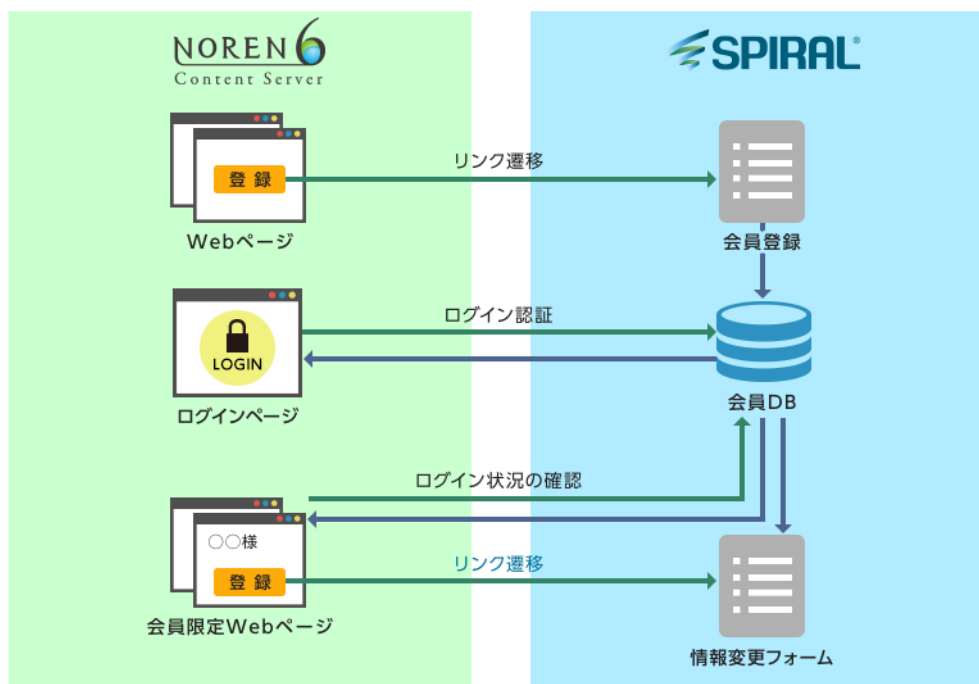 NOREN 6
Content Server
SPIRAL®
登録
リンク遷移
Webページ
会員登録
LOGIN
ログイン認証
ログインページ
会員DB
ログイン状況の確認
〇〇様
登録
リンク遷移
会員限定Webページ
情報変更フォーム